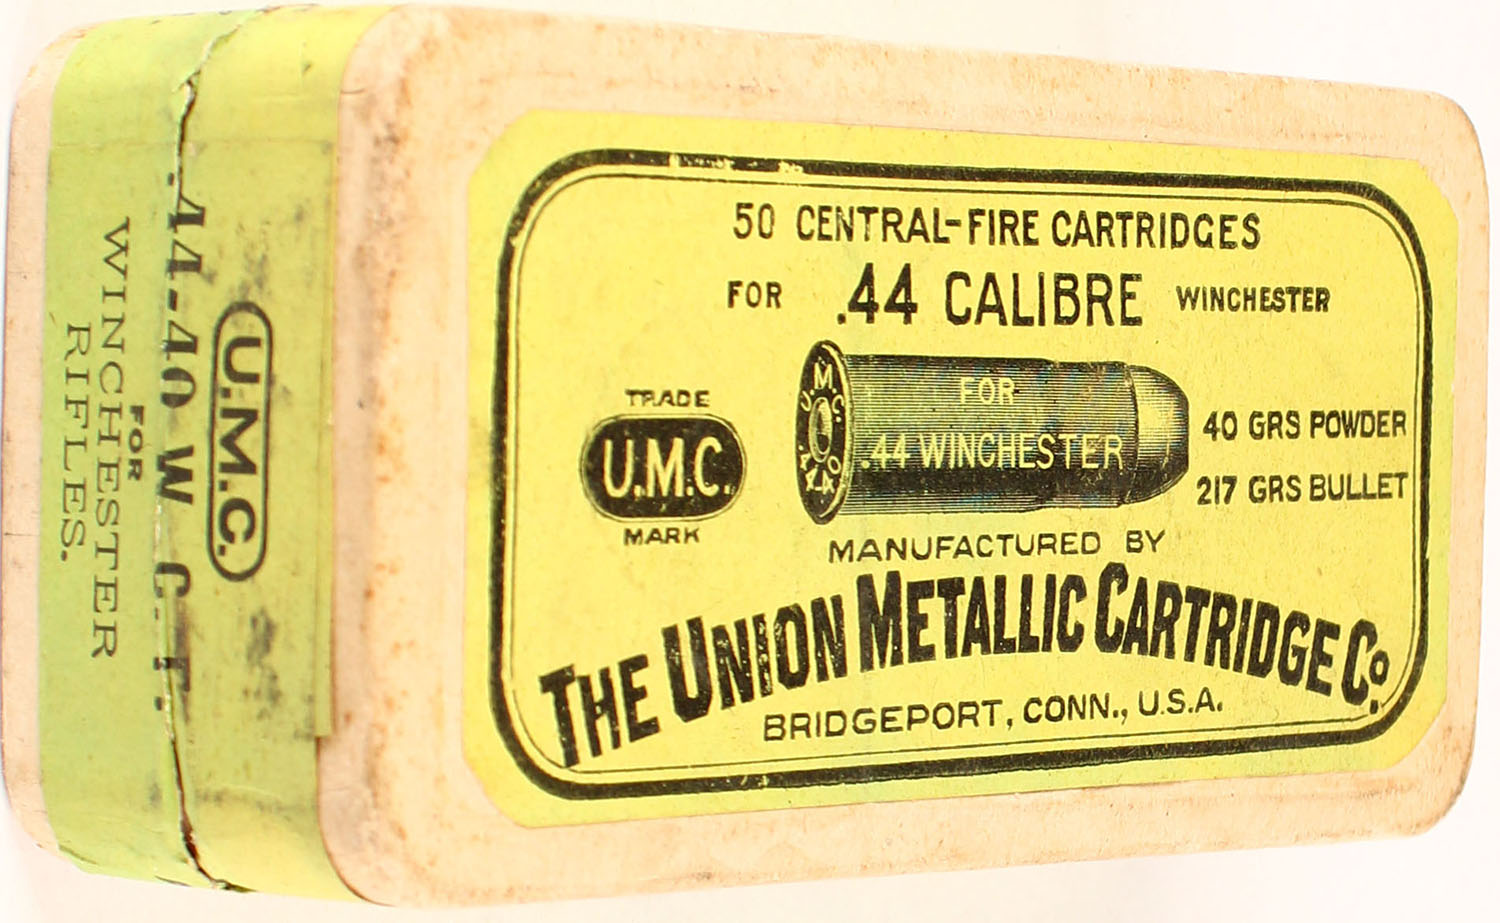 50 CENTRAL-FIRE CARTRIDGES
FOR .44 CALIBRE WINCHESTER
TRADE
U.M.C.
MARK
U.M.C.Co
.44
FOR
.44 WINCHESTER
40 GRS POWDER
217 GRS BULLET
MANUFACTURED BY
THE UNION METALLIC CARTRIDGE Co.
BRIDGEPORT, CONN., U.S.A.
U.M.C.
.44-40 W.C.F.
FOR
WINCHESTER
RIFLES.